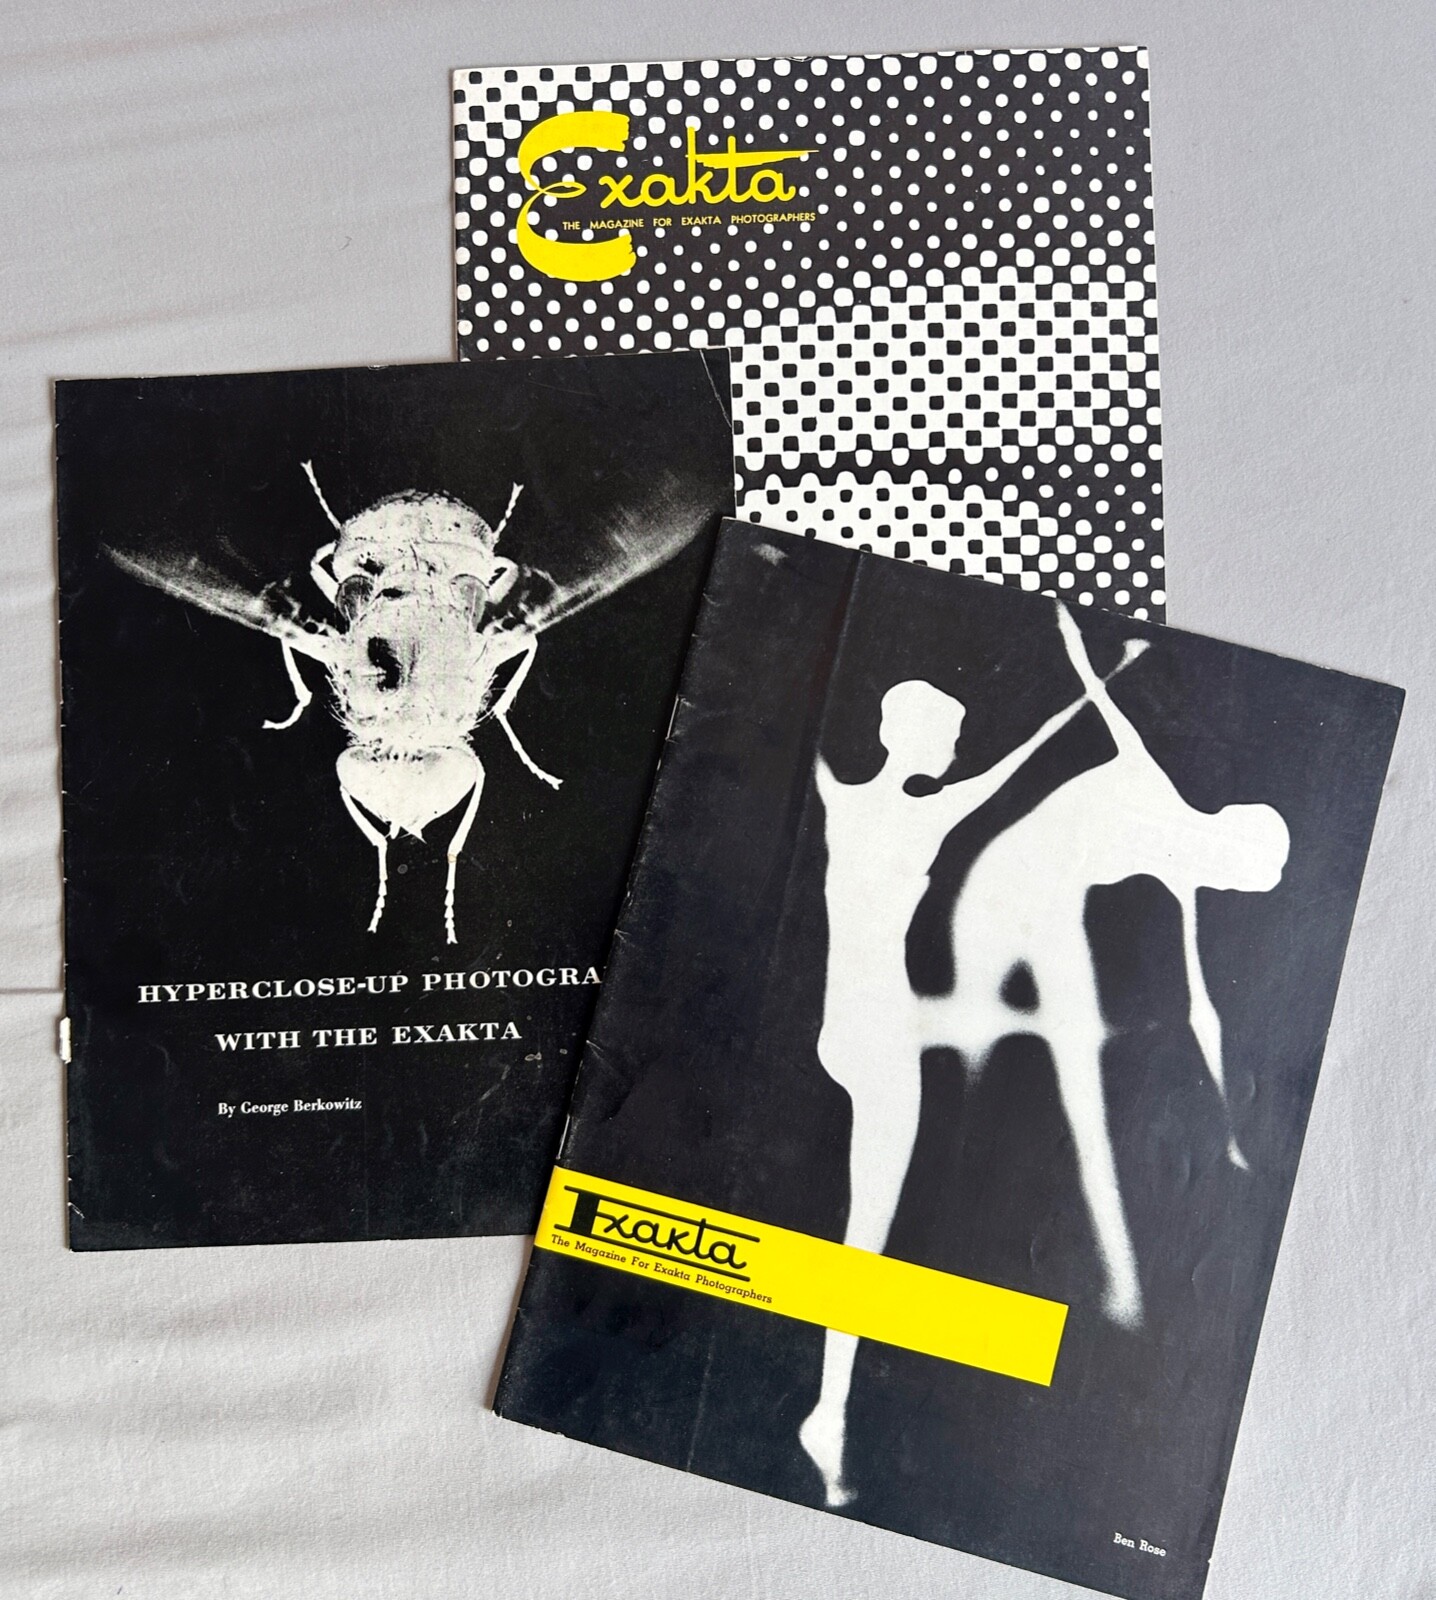 Exakta
THE MAGAZINE FOR EXAKTA PHOTOGRAPHERS
HYPERCLOSE-UP PHOTOGRA
WITH THE EXAKTA
By George Berkowitz
Exakta
The Magazine For Exakta Photographers
Ben Rose